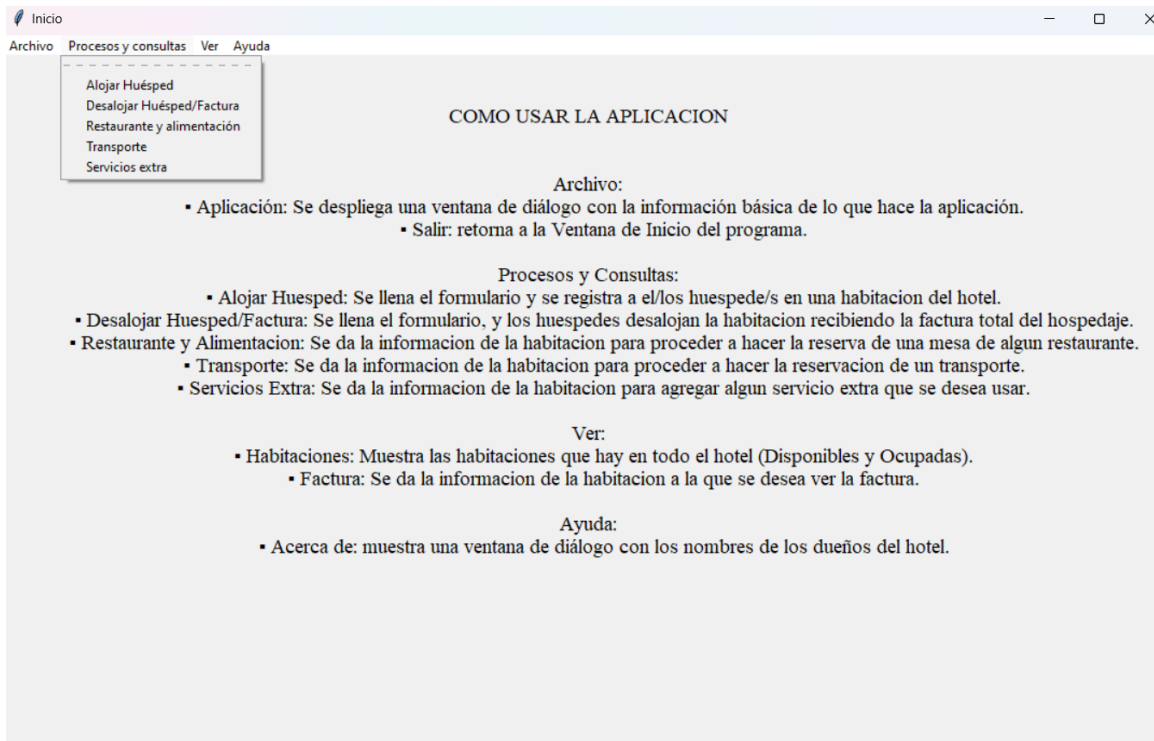 Inicio
Archivo Procesos y consultas Ver Ayuda
Alojar Huésped
Desalojar Huésped/Factura
Restaurante y alimentación
Transporte
Servicios extra
COMO USAR LA APLICACION
Archivo:
▪ Aplicación: Se despliega una ventana de diálogo con la información básica de lo que hace la aplicación.
▪ Salir: retorna a la Ventana de Inicio del programa.
Procesos y Consultas:
▪ Alojar Huesped: Se llena el formulario y se registra a el/los huespede/s en una habitacion del hotel.
▪ Desalojar Huesped/Factura: Se llena el formulario, y los huespedes desalojan la habitacion recibiendo la factura total del hospedaje.
▪ Restaurante y Alimentacion: Se da la informacion de la habitacion para proceder a hacer la reserva de una mesa de algun restaurante.
▪ Transporte: Se da la informacion de la habitacion para proceder a hacer la reservacion de un transporte.
▪ Servicios Extra: Se da la informacion de la habitacion para agregar algun servicio extra que se desea usar.
Ver:
▪ Habitaciones: Muestra las habitaciones que hay en todo el hotel (Disponibles y Ocupadas).
▪ Factura: Se da la informacion de la habitacion a la que se desea ver la factura.
Ayuda:
▪ Acerca de: muestra una ventana de diálogo con los nombres de los dueños del hotel.